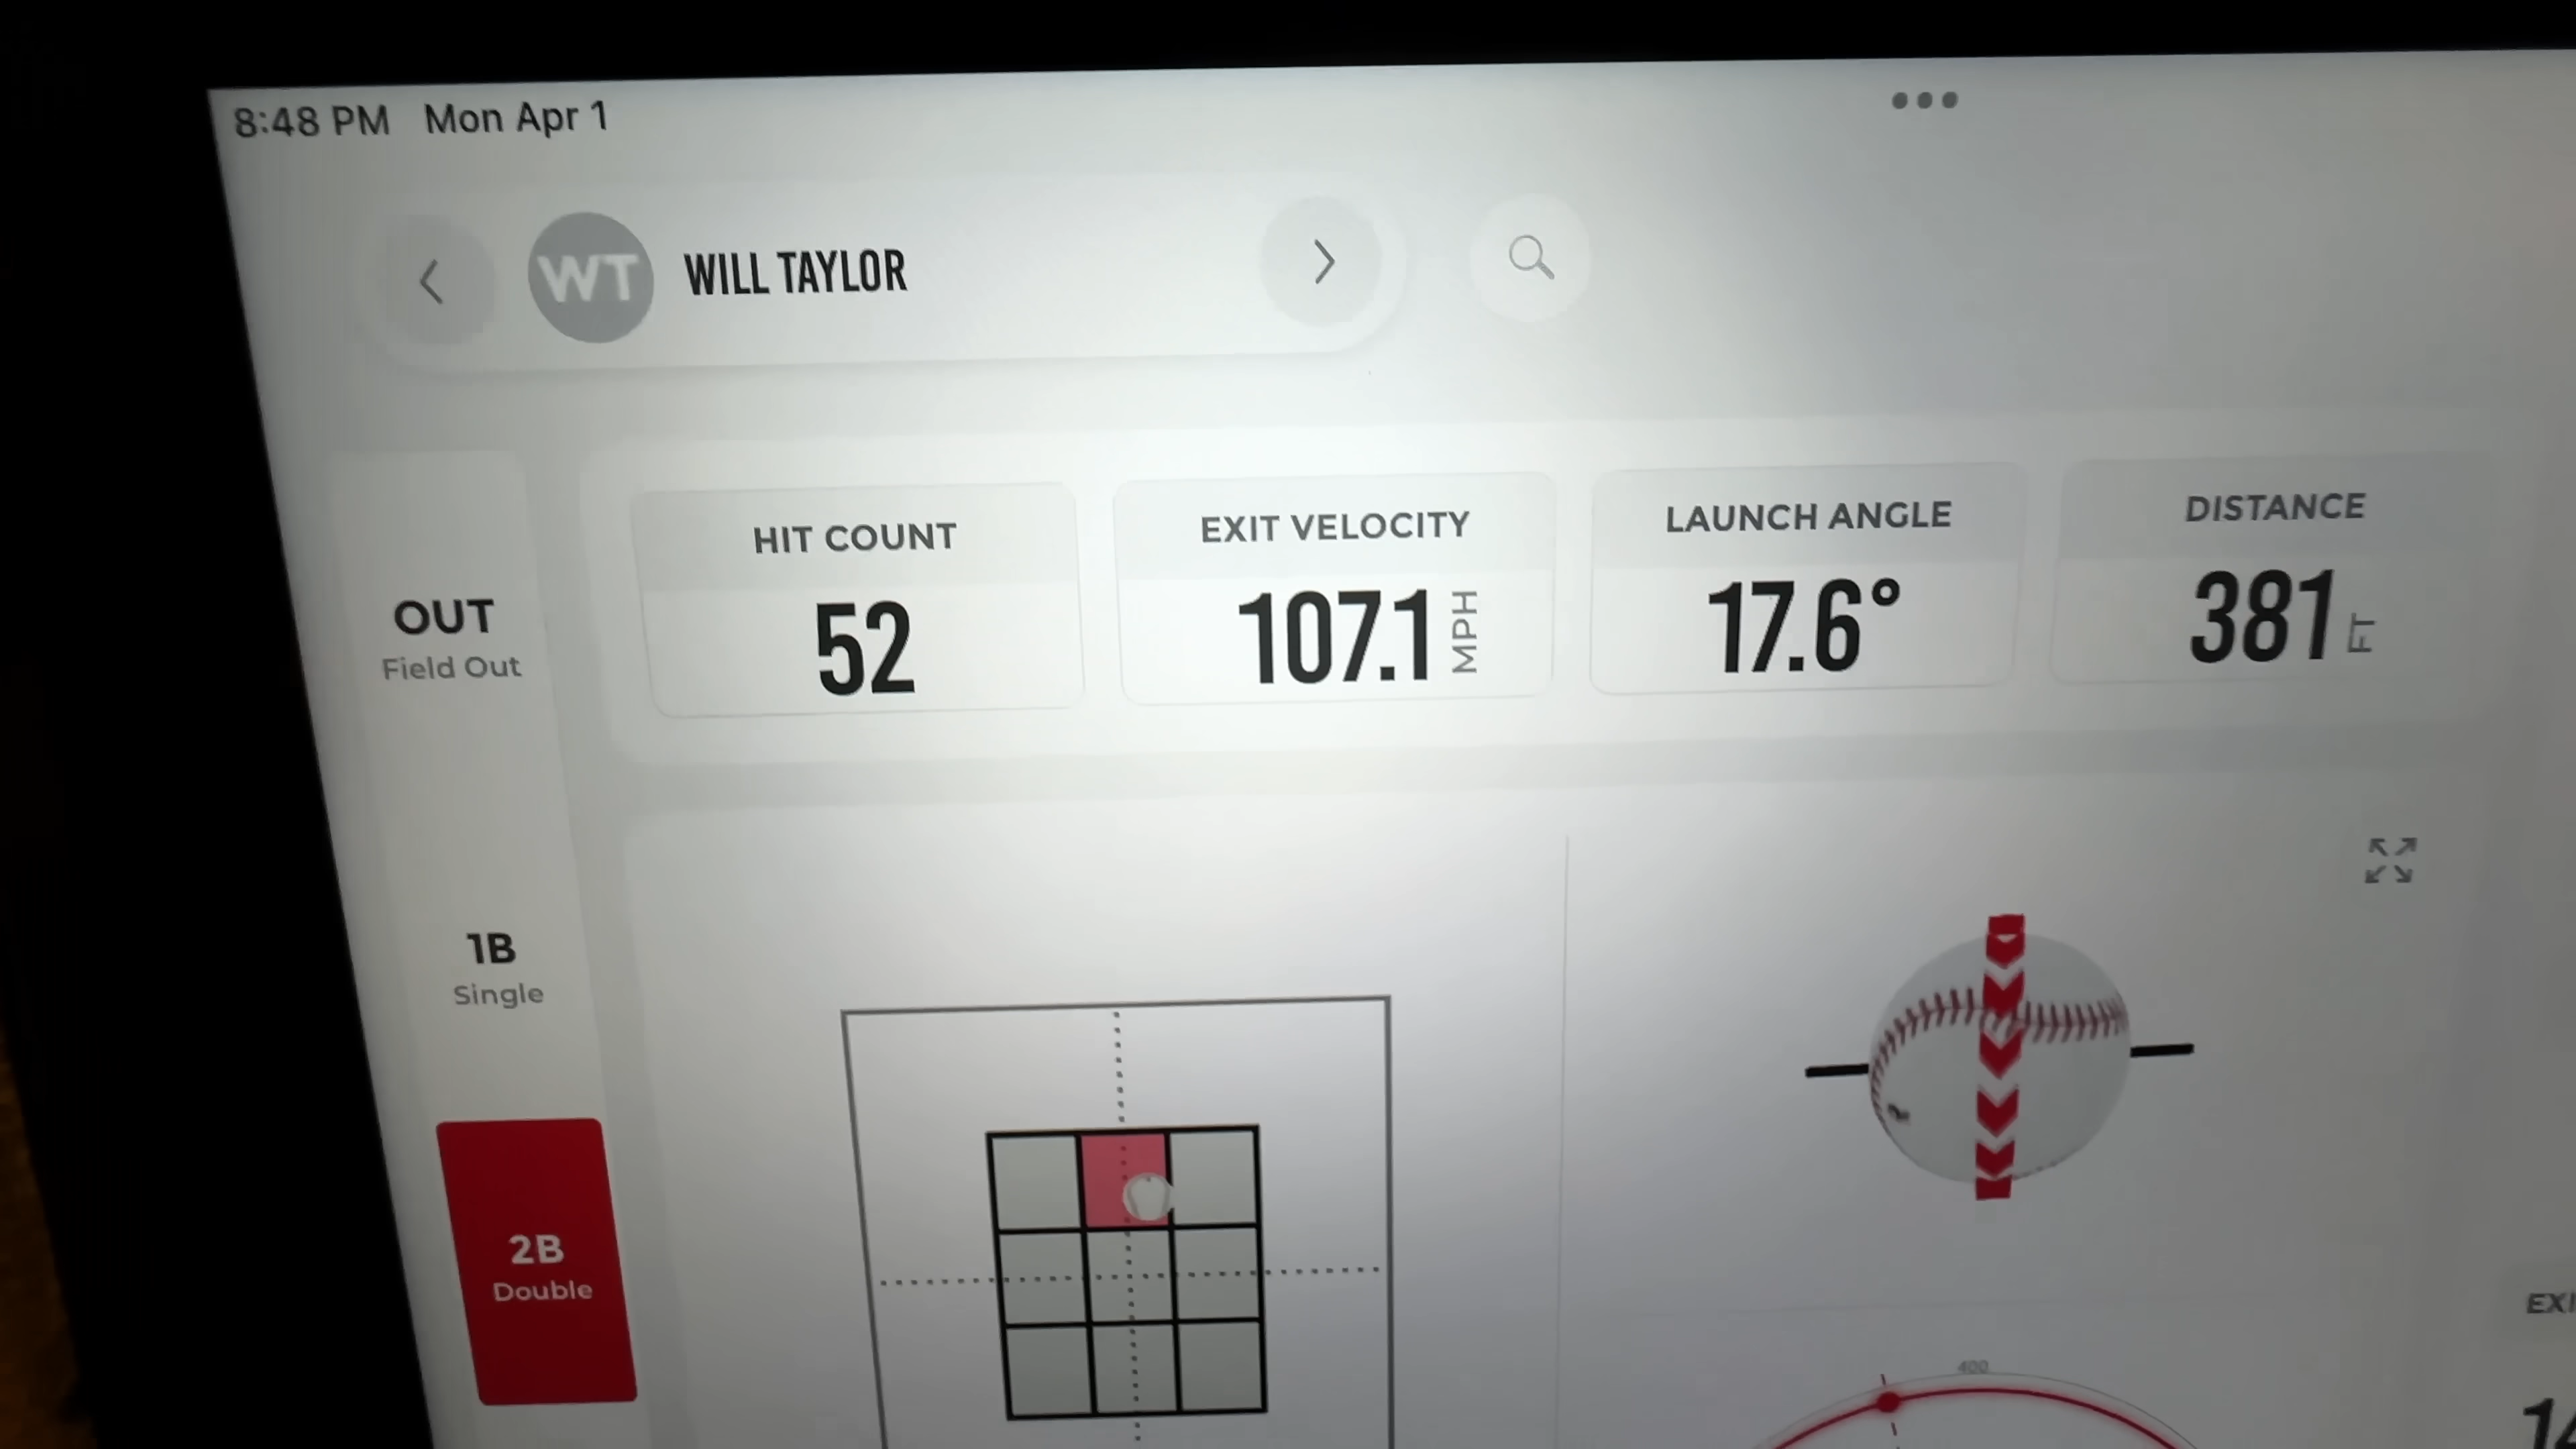 8:48 PM Mon Apr 1
WT WILL TAYLOR
HIT COUNT
52
EXIT VELOCITY
107.1 MPH
LAUNCH ANGLE
17.6°
DISTANCE
381 FT
OUT
Field Out
1B
Single
2B
Double
400